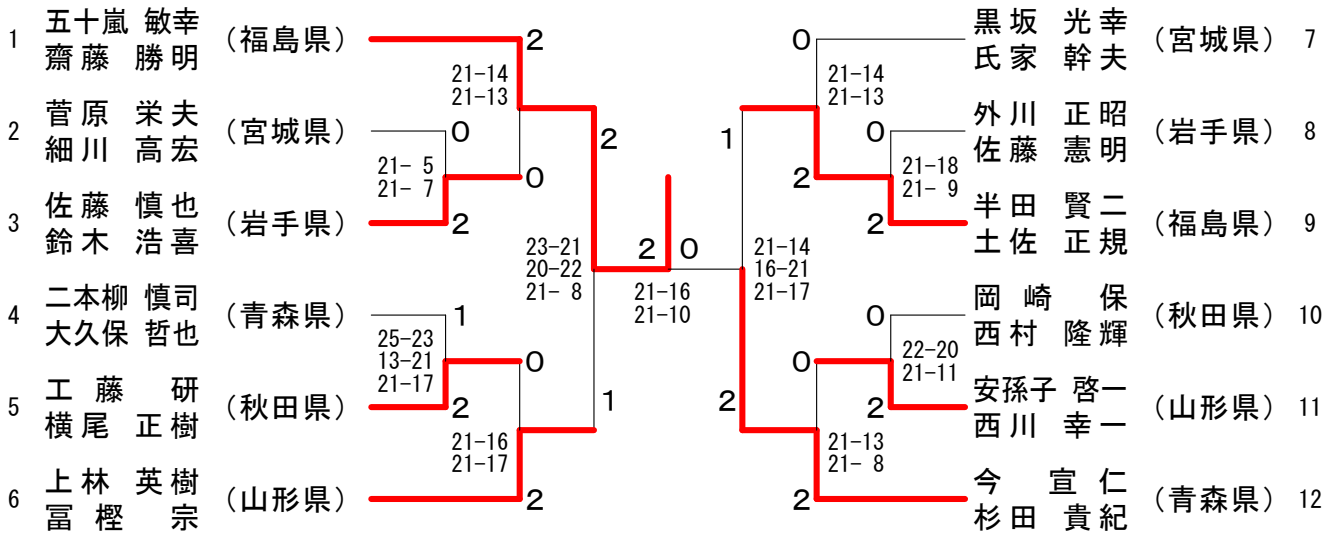 1 五十嵐 敏幸 齋藤 勝明 （福島県） 2
21-14
21-13
2 菅原 栄夫 細川 高宏 （宮城県） 0
21- 5
21- 7
0
3 佐藤 慎也 鈴木 浩喜 （岩手県） 2
2
23-21
20-22
21- 8
4 二本柳 慎司 大久保 哲也 （青森県） 1
25-23
13-21
21-17
0
5 工藤 研 横尾 正樹 （秋田県） 2
1
21-16
21-17
6 上林 英樹 冨樫 宗 （山形県） 2
2 0
21-16
21-10
0 黒坂 光幸 氏家 幹夫 （宮城県） 7
21-14
21-13
1
0 外川 正昭 佐藤 憲明 （岩手県） 8
21-18
21- 9
2
2 半田 賢二 土佐 正規 （福島県） 9
21-14
16-21
21-17
0 岡崎 保 西村 隆輝 （秋田県） 10
22-20
21-11
0
2 安孫子 啓一 西川 幸一 （山形県） 11
2
21-13
21- 8
2 今 宣仁 杉田 貴紀 （青森県） 12